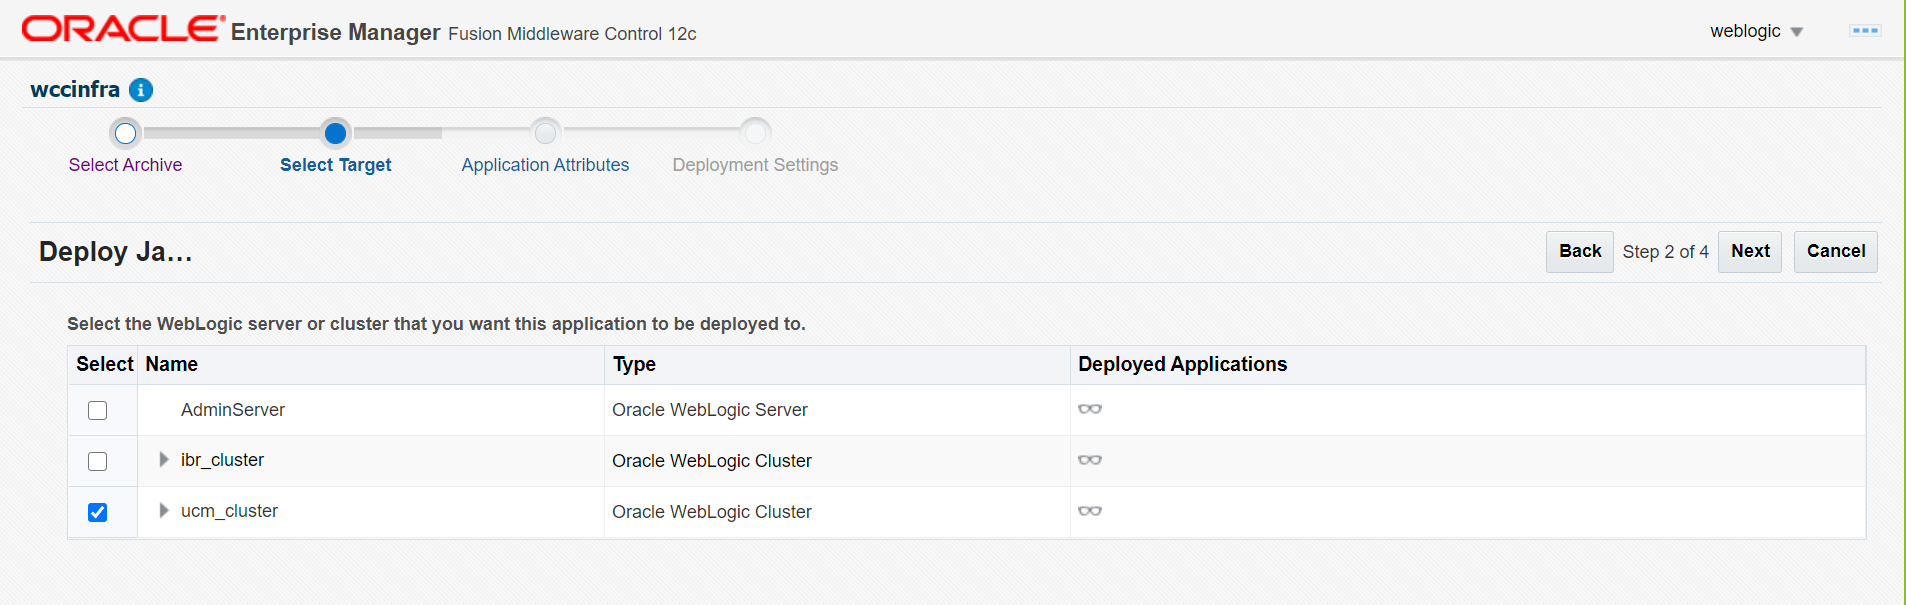 ORACLE Enterprise Manager Fusion Middleware Control 12c
weblogic
wccinfra
Select Archive
Select Target
Application Attributes
Deployment Settings
Deploy Ja...
Back Step 2 of 4 Next Cancel
Select the WebLogic server or cluster that you want this application to be deployed to.
Select Name Type Deployed Applications
AdminServer Oracle WebLogic Server
ibr_cluster Oracle WebLogic Cluster
ucm_cluster Oracle WebLogic Cluster